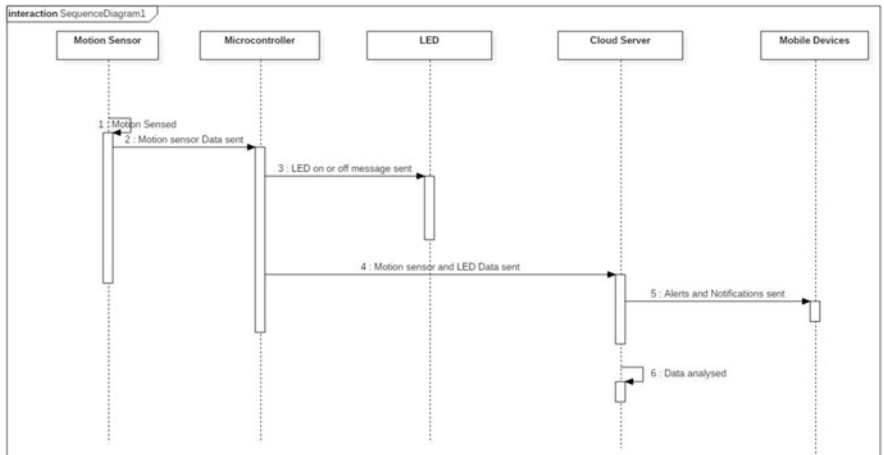 interaction SequenceDiagram1
Motion Sensor
Microcontroller
LED
Cloud Server
Mobile Devices
1 : Motion Sensed
2 : Motion sensor Data sent
3 : LED on or off message sent
4 : Motion sensor and LED Data sent
5 : Alerts and Notifications sent
6 : Data analysed